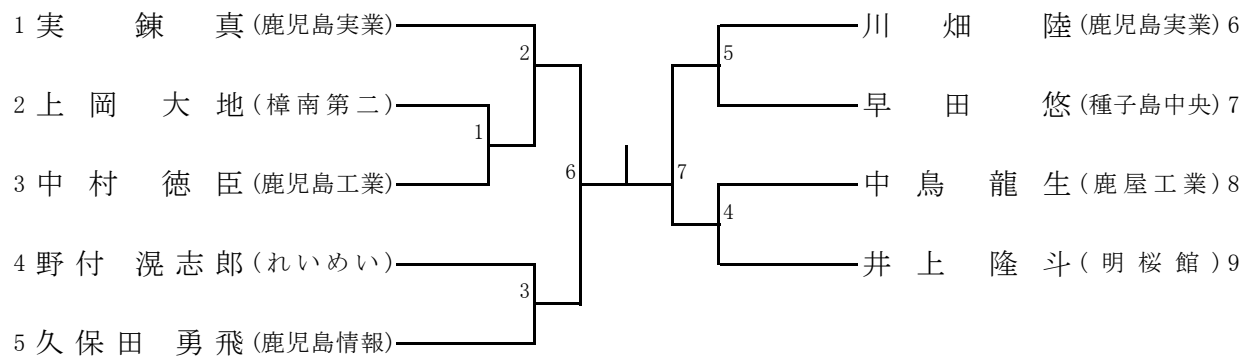 1 実 錬 真 (鹿児島実業)
2 上 岡 大 地 (樟南第二)
3 中 村 徳 臣 (鹿児島工業)
4 野 付 滉 志 郎 (れいめい)
5 久 保 田 勇 飛 (鹿児島情報)
2
1
6
3
川 畑 陸 (鹿児島実業) 6
早 田 悠 (種子島中央) 7
中 鳥 龍 生 (鹿屋工業) 8
井 上 隆 斗 (明桜館) 9
5
7
4